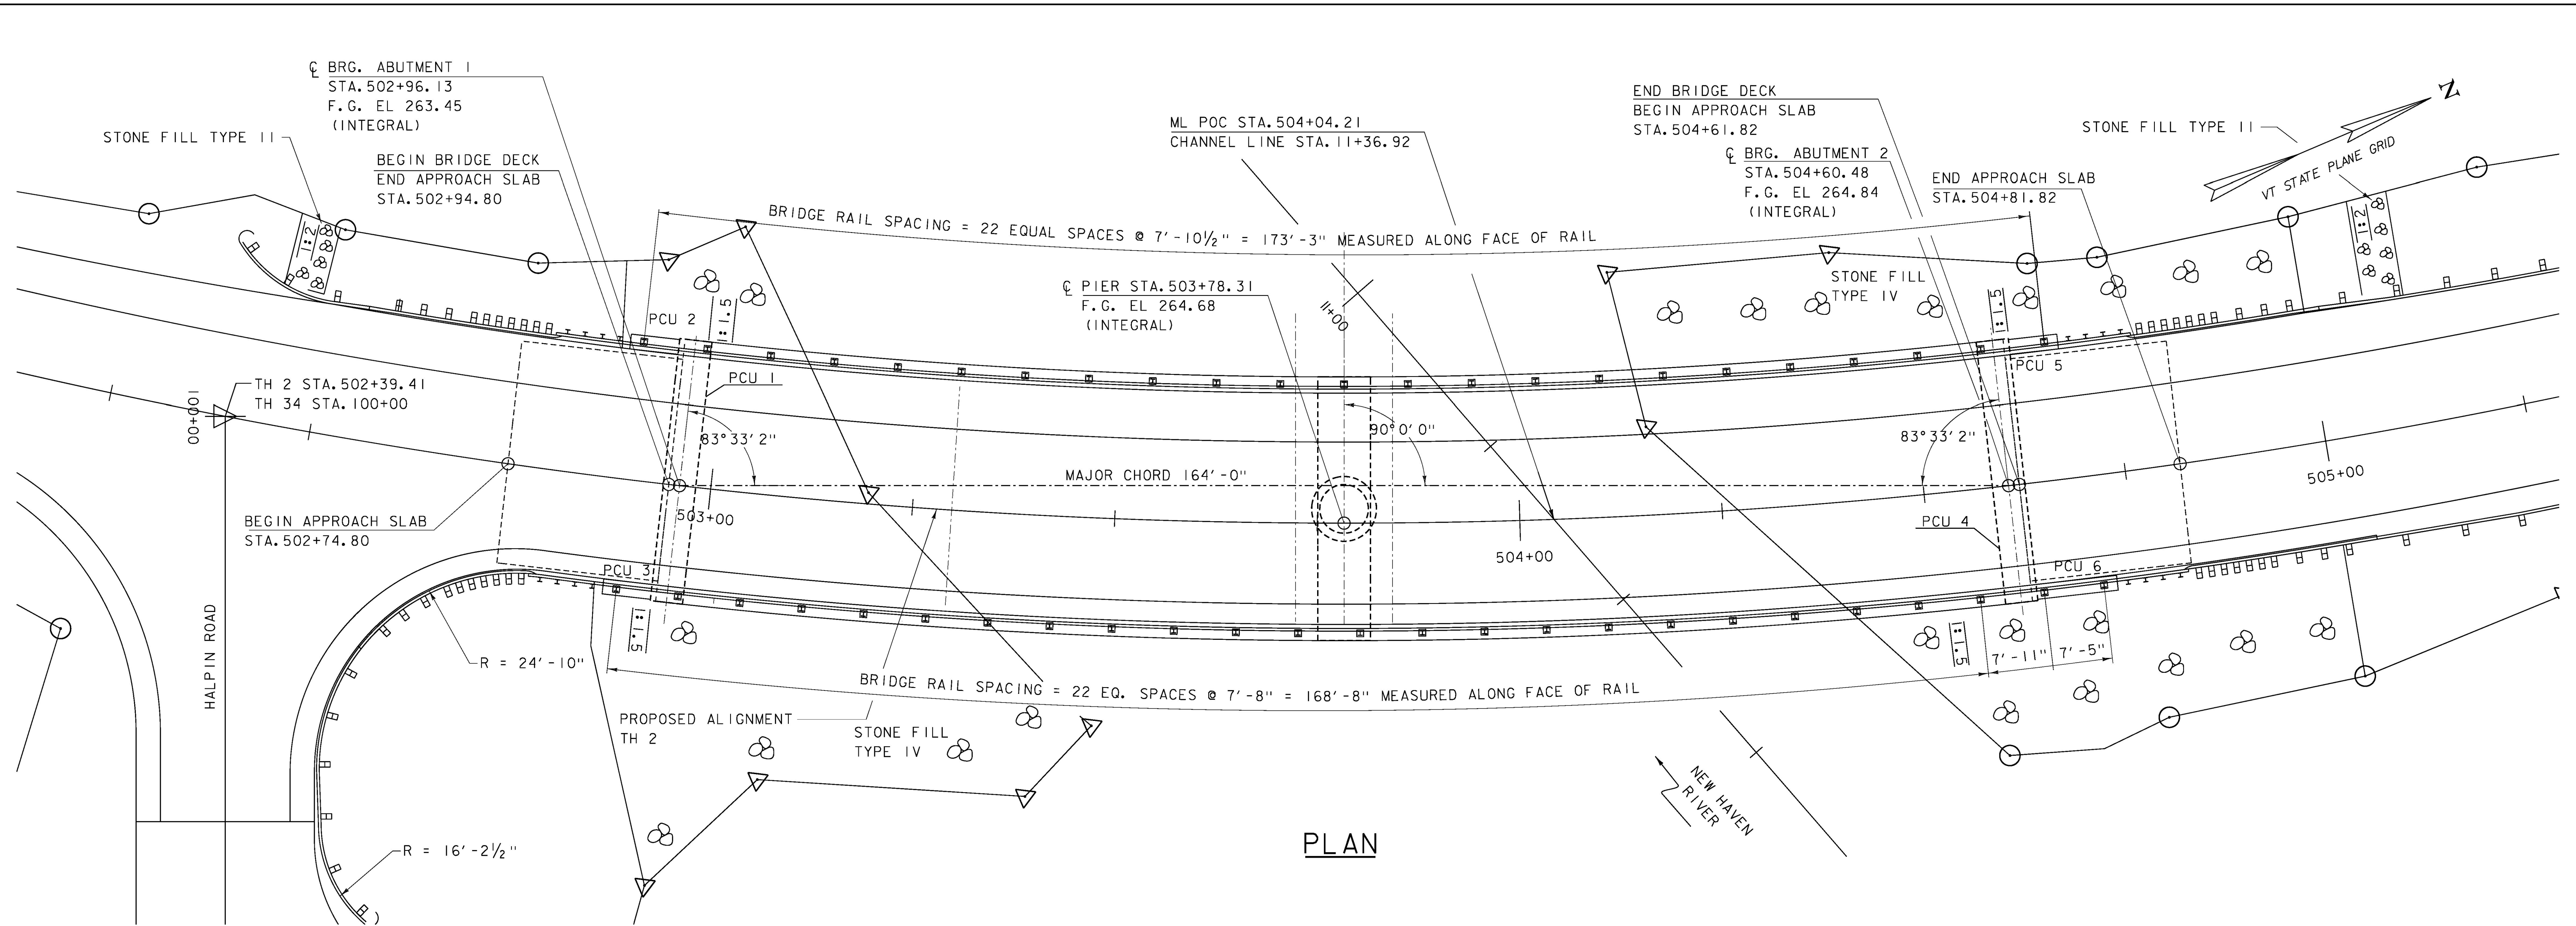 ℄ BRG. ABUTMENT 1
STA. 502+96.13
F.G. EL 263.45
(INTEGRAL)
STONE FILL TYPE II
BEGIN BRIDGE DECK
END APPROACH SLAB
STA. 502+94.80
ML POC STA. 504+04.21
CHANNEL LINE STA. 11+36.92
END BRIDGE DECK
BEGIN APPROACH SLAB
STA. 504+61.82
℄ BRG. ABUTMENT 2
STA. 504+60.48
F.G. EL 264.84
(INTEGRAL)
END APPROACH SLAB
STA. 504+81.82
STONE FILL TYPE II
N
VT STATE PLANE GRID
BRIDGE RAIL SPACING = 22 EQUAL SPACES @ 7'-10½" = 173'-3" MEASURED ALONG FACE OF RAIL
1:2
1:2
℄ PIER STA. 503+78.31
F.G. EL 264.68
(INTEGRAL)
11+00
STONE FILL
TYPE IV
PCU 2
1:1.5
1:1.5
PCU 1
PCU 5
TH 2 STA. 502+39.41
TH 34 STA. 100+00
100+00
83°33'2"
90°0'0"
83°33'2"
MAJOR CHORD 164'-0"
503+00
504+00
505+00
BEGIN APPROACH SLAB
STA. 502+74.80
PCU 4
PCU 3
PCU 6
1:1.5
1:1.5
7'-11"
7'-5"
HALPIN ROAD
R = 24'-10"
BRIDGE RAIL SPACING = 22 EQ. SPACES @ 7'-8" = 168'-8" MEASURED ALONG FACE OF RAIL
PROPOSED ALIGNMENT
TH 2
STONE FILL
TYPE IV
NEW HAVEN
RIVER
R = 16'-2½"
PLAN